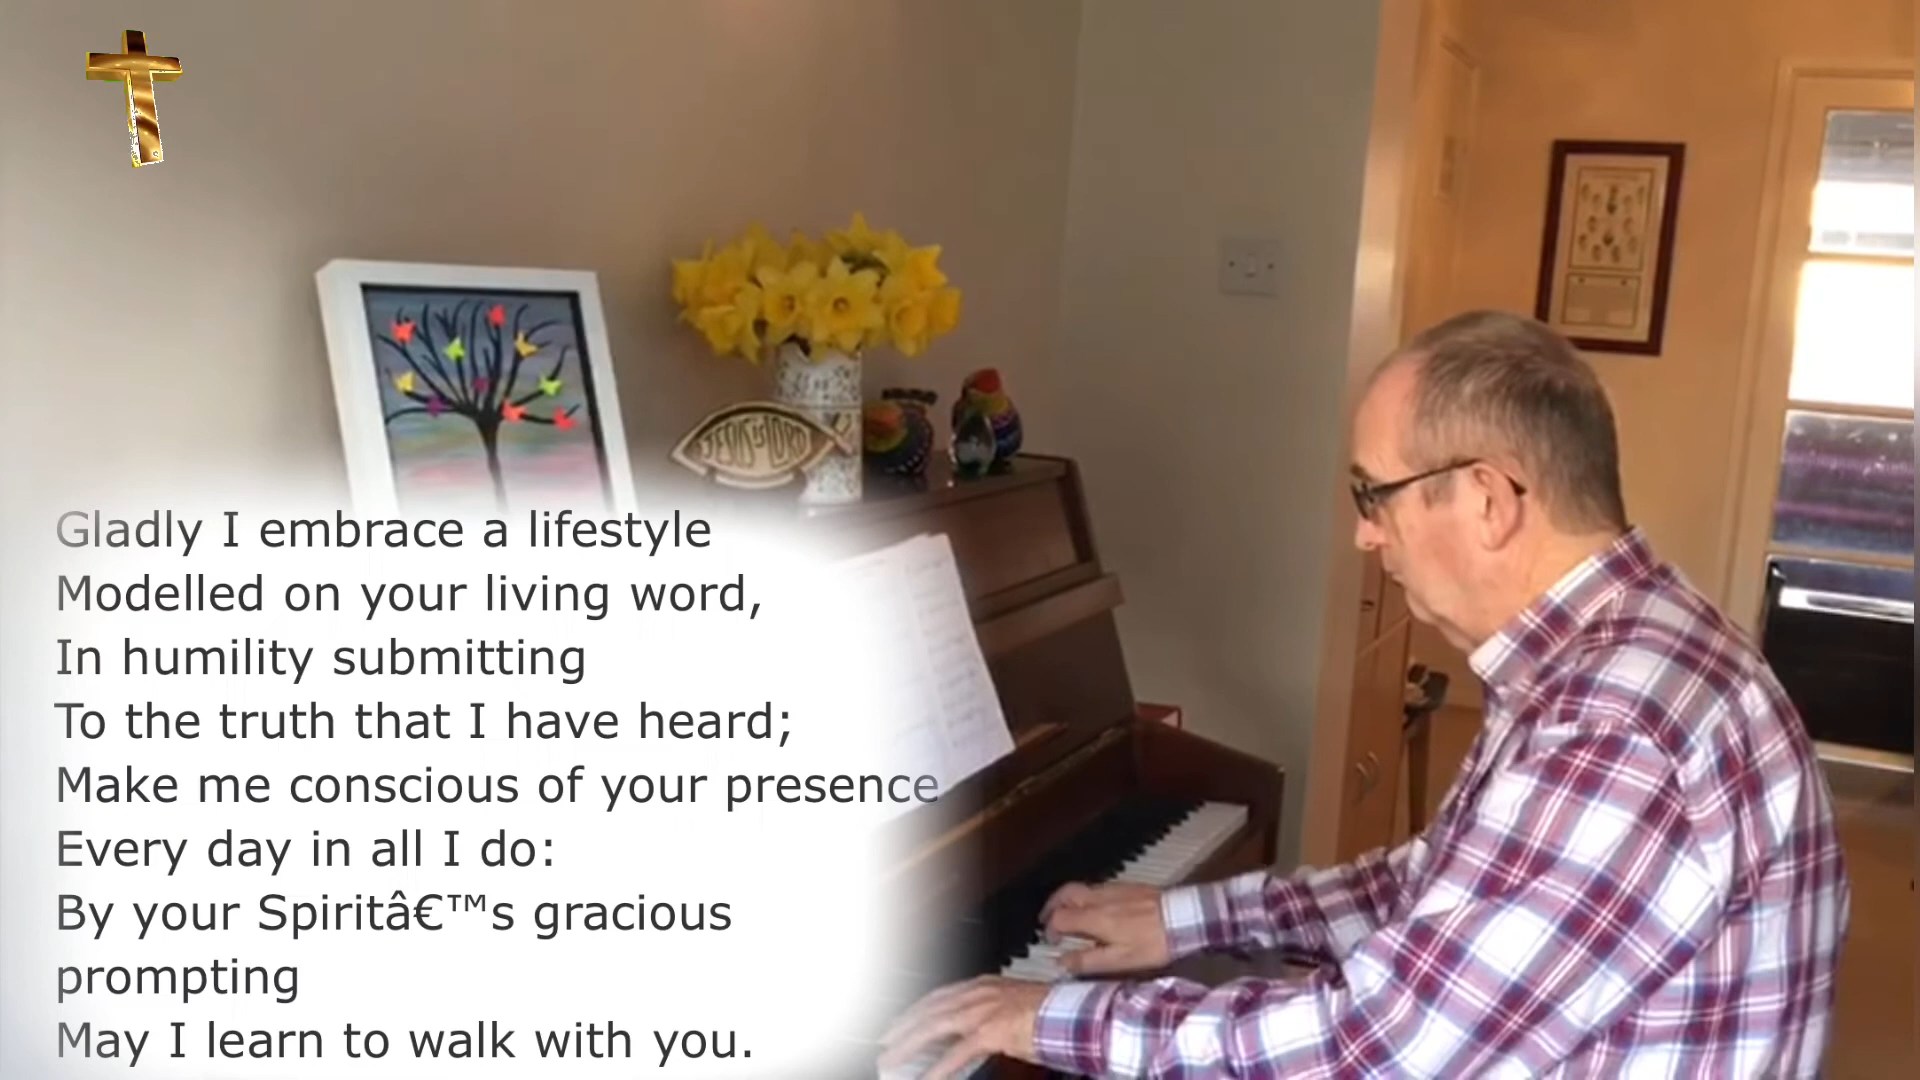 JESUS is LORD
Gladly I embrace a lifestyle
Modelled on your living word,
In humility submitting
To the truth that I have heard;
Make me conscious of your presence
Every day in all I do:
By your Spiritâ€™s gracious
prompting
May I learn to walk with you.